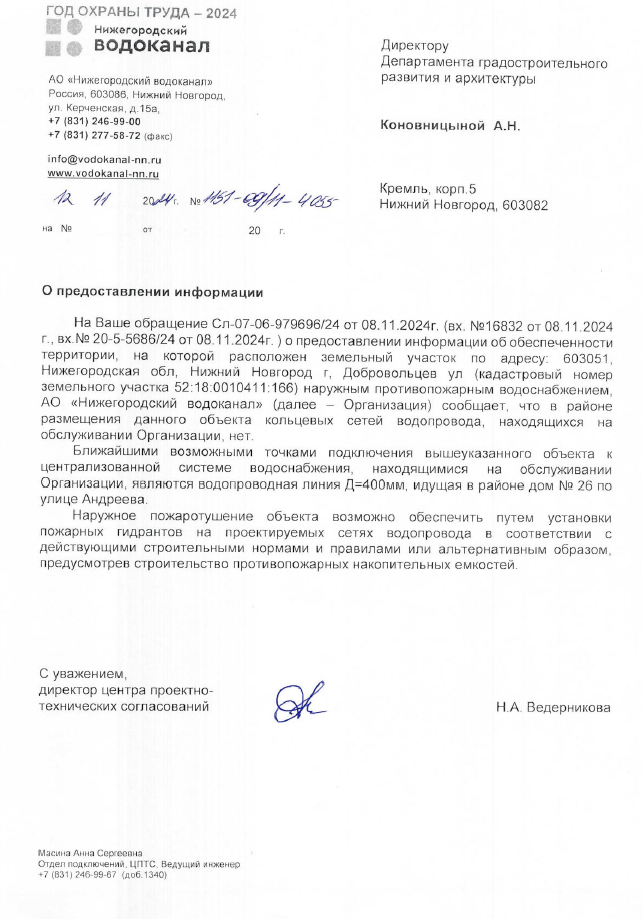 ГОД ОХРАНЫ ТРУДА – 2024
Нижегородский
ВОДОКАНАЛ
АО «Нижегородский водоканал»
Россия, 603086, Нижний Новгород,
ул. Керченская, д.15а,
+7 (831) 246-99-00
+7 (831) 277-58-72 (факс)
info@vodokanal-nn.ru
www.vodokanal-nn.ru
12 11 2024г. № 1151-09/11-4055
на № от 20 г.
Директору
Департамента градостроительного
развития и архитектуры
Коновницыной А.Н.
Кремль, корп.5
Нижний Новгород, 603082
О предоставлении информации
На Ваше обращение Сл-07-06-979696/24 от 08.11.2024г. (вх. №16832 от 08.11.2024
г., вх.№ 20-5-5686/24 от 08.11.2024г. ) о предоставлении информации об обеспеченности
территории, на которой расположен земельный участок по адресу: 603051,
Нижегородская обл, Нижний Новгород г, Добровольцев ул (кадастровый номер
земельного участка 52:18:0010411:166) наружным противопожарным водоснабжением,
АО «Нижегородский водоканал» (далее – Организация) сообщает, что в районе
размещения данного объекта кольцевых сетей водопровода, находящихся на
обслуживании Организации, нет.
Ближайшими возможными точками подключения вышеуказанного объекта к
централизованной системе водоснабжения, находящимися на обслуживании
Организации, являются водопроводная линия Д=400мм, идущая в районе дом № 26 по
улице Андреева.
Наружное пожаротушение объекта возможно обеспечить путем установки
пожарных гидрантов на проектируемых сетях водопровода в соответствии с
действующими строительными нормами и правилами или альтернативным образом,
предусмотрев строительство противопожарных накопительных емкостей.
С уважением,
директор центра проектно-
технических согласований
Н.А. Ведерникова
Масина Анна Сергеевна
Отдел подключений, ЦПТС, Ведущий инженер
+7 (831) 246-99-67 (доб.1340)